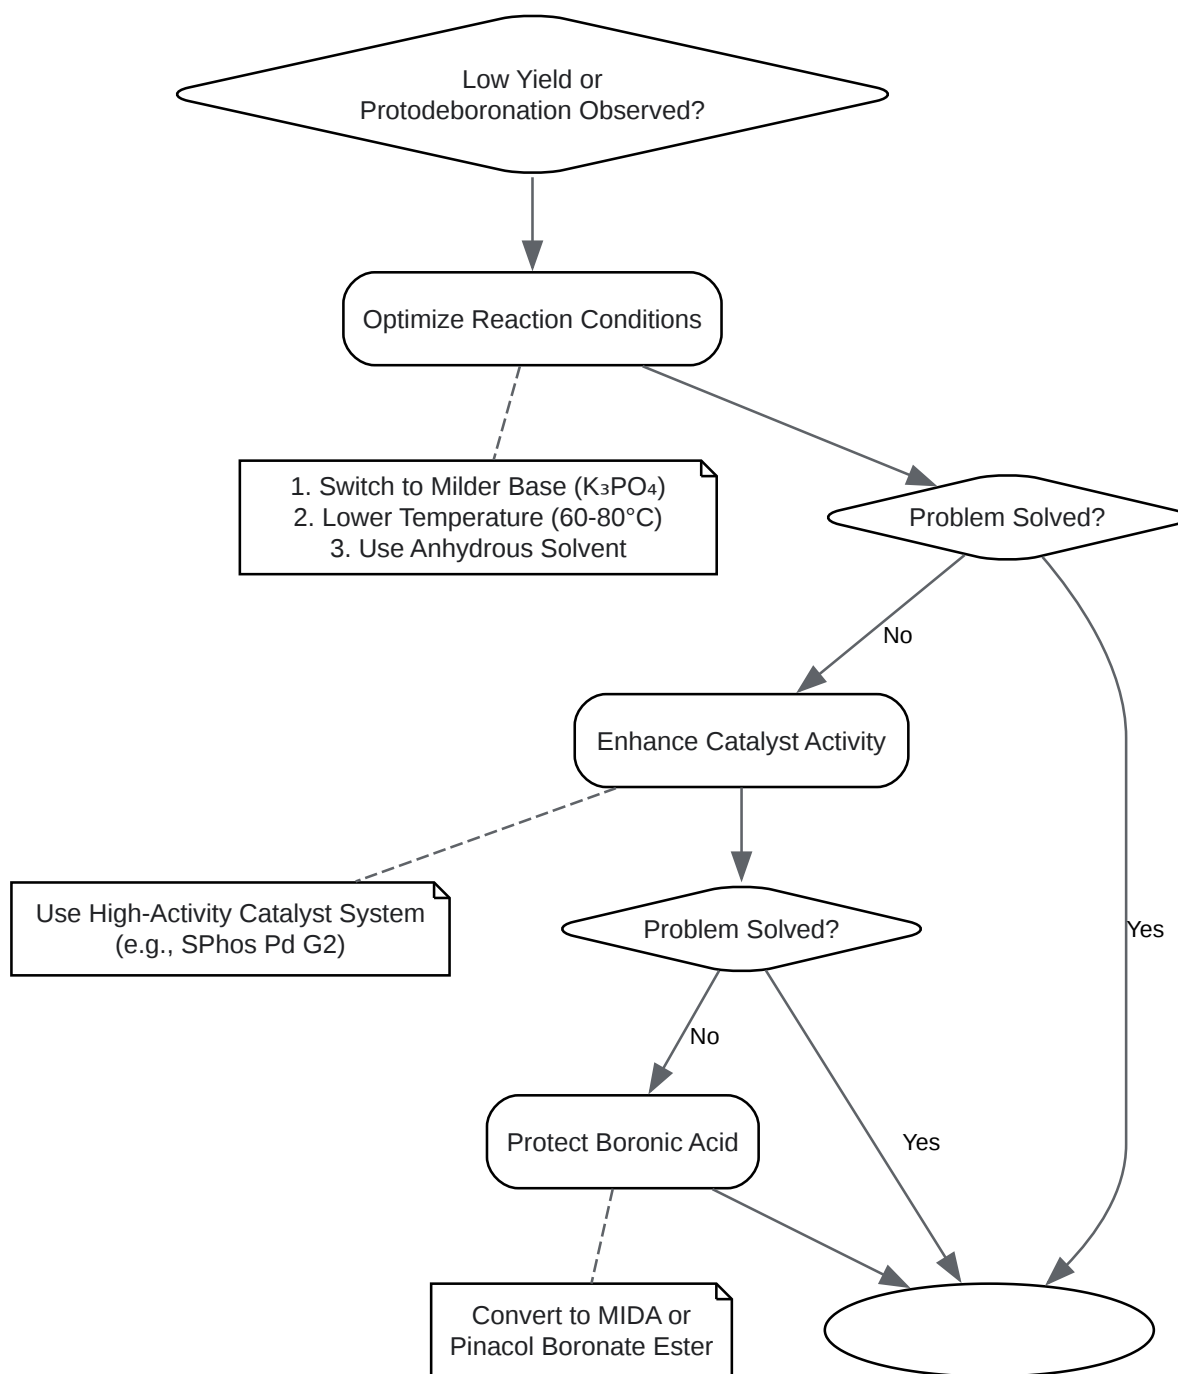 Low Yield or
Protodeboronation Observed?
Optimize Reaction Conditions
1. Switch to Milder Base (K₃PO₄)
2. Lower Temperature (60-80°C)
3. Use Anhydrous Solvent
Problem Solved?
No
Enhance Catalyst Activity
Use High-Activity Catalyst System
(e.g., SPhos Pd G2)
Problem Solved?
Yes
No
Protect Boronic Acid
Yes
Convert to MIDA or
Pinacol Boronate Ester